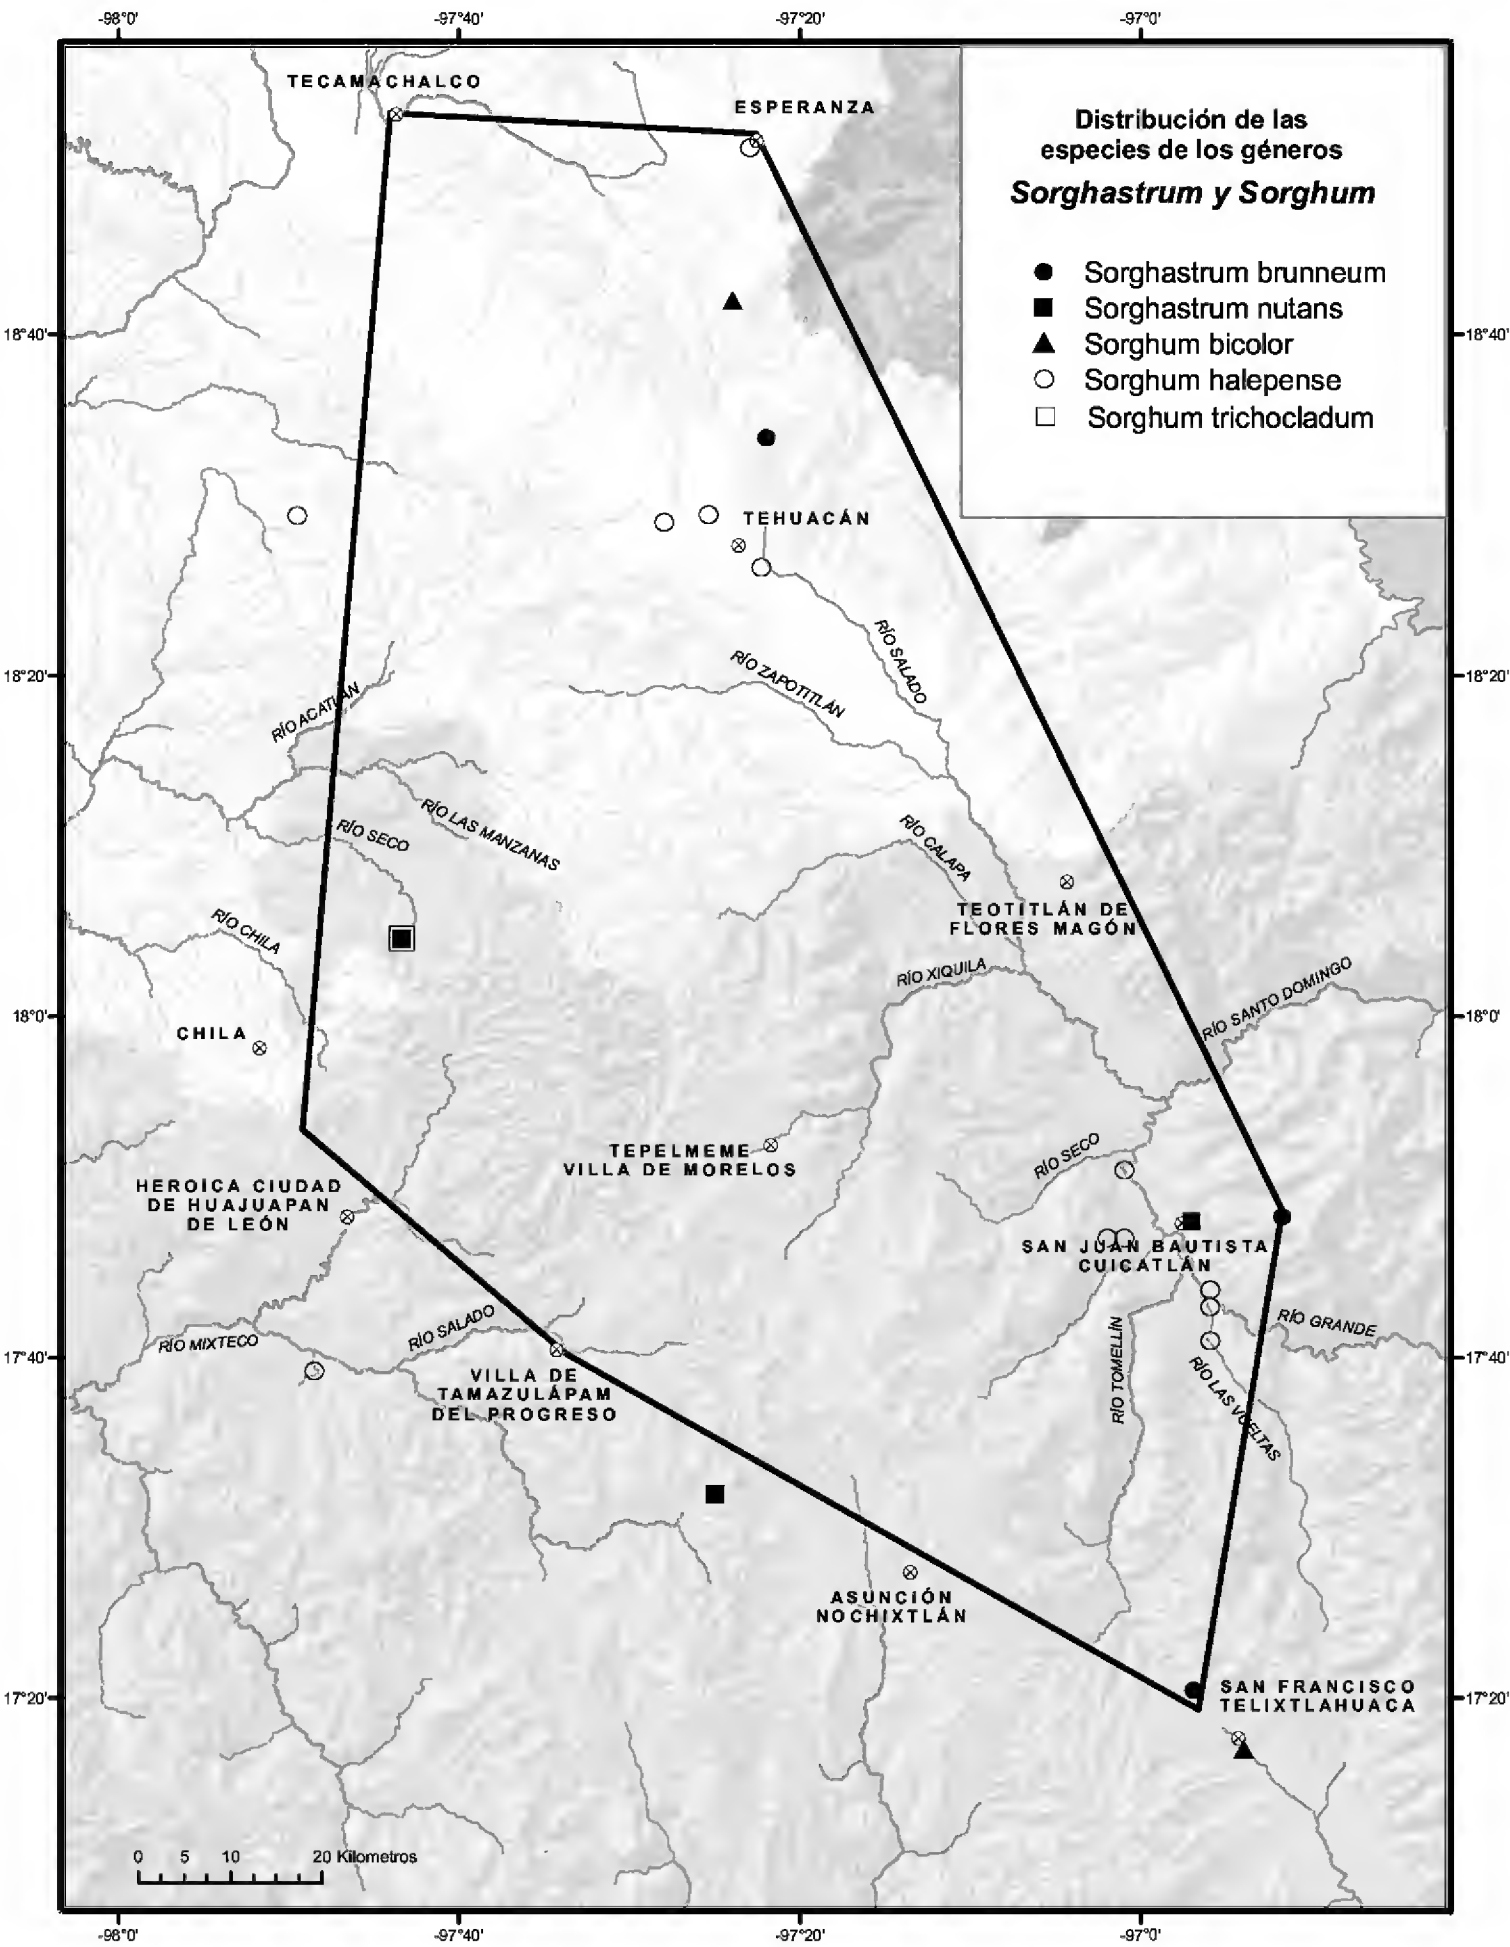 -98°0'
-97°40'
-97°20'
-97°0'
TECAMACHALCO
ESPERANZA
Distribución de las
especies de los géneros
Sorghastrum y Sorghum
Sorghastrum brunneum
Sorghastrum nutans
Sorghum bicolor
Sorghum halepense
Sorghum trichocladum
18°40'
18°40'
TEHUACÁN
RÍO SALADO
RÍO ZAPOTITLÁN
18°20'
18°20'
RÍO ACATLÁN
RÍO LAS MANZANAS
RÍO SECO
RÍO CALAPA
TEOTITLÁN DE
FLORES MAGÓN
RÍO CHILA
RÍO XIQUILA
RÍO SANTO DOMINGO
18°0'
18°0'
CHILA
TEPELMEME
VILLA DE MORELOS
RÍO SECO
HEROICA CIUDAD
DE HUAJUAPAN
DE LEÓN
SAN JUAN BAUTISTA
CUICATLÁN
RÍO MIXTECO
RÍO SALADO
RÍO GRANDE
17°40'
17°40'
VILLA DE
TAMAZULÁPAM
DEL PROGRESO
RÍO TOMELLÍN
RÍO LAS VUELTAS
ASUNCIÓN
NOCHIXTLÁN
17°20'
17°20'
SAN FRANCISCO
TELIXTLAHUACA
0 5 10 20 Kilometros
-98°0'
-97°40'
-97°20'
-97°0'